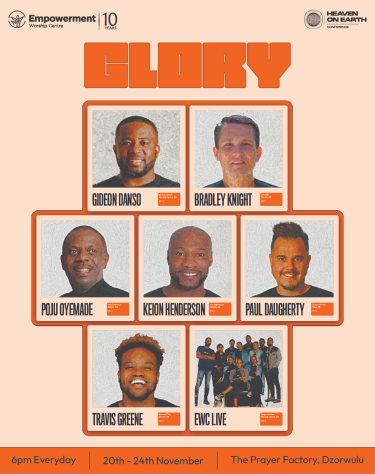 Empowerment
Worship Centre
10
YEARS
HEAVEN
ON EARTH
CONFERENCE
GLORY
GIDEON DANSO
BRADLEY KNIGHT
POJU OYEMADE
KEION HENDERSON
PAUL DAUGHERTY
TRAVIS GREENE
EWC LIVE
6pm Everyday
20th - 24th November
The Prayer Factory, Dzorwulu